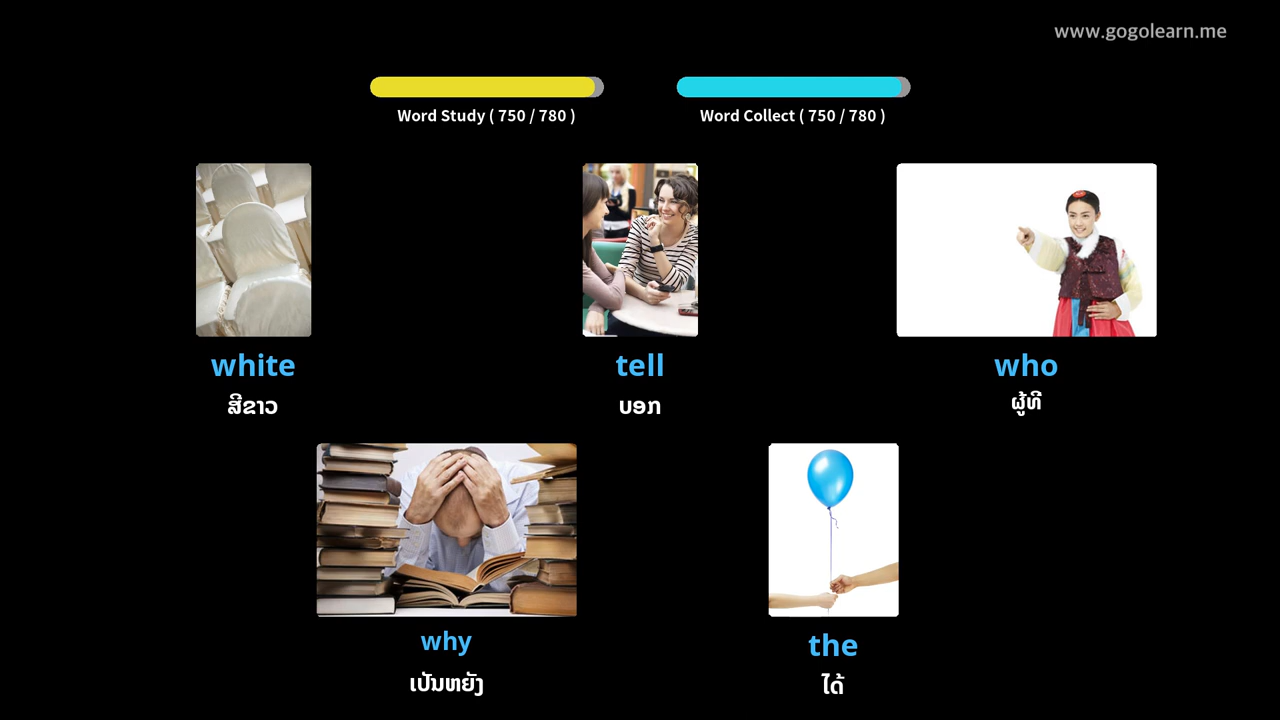 www.gogolearn.me
Word Study ( 750 / 780 )
Word Collect ( 750 / 780 )
white
ສີຂາວ
tell
ບອກ
who
ຜູ້ທີ
why
ເປັນຫຍັງ
the
ໄດ້